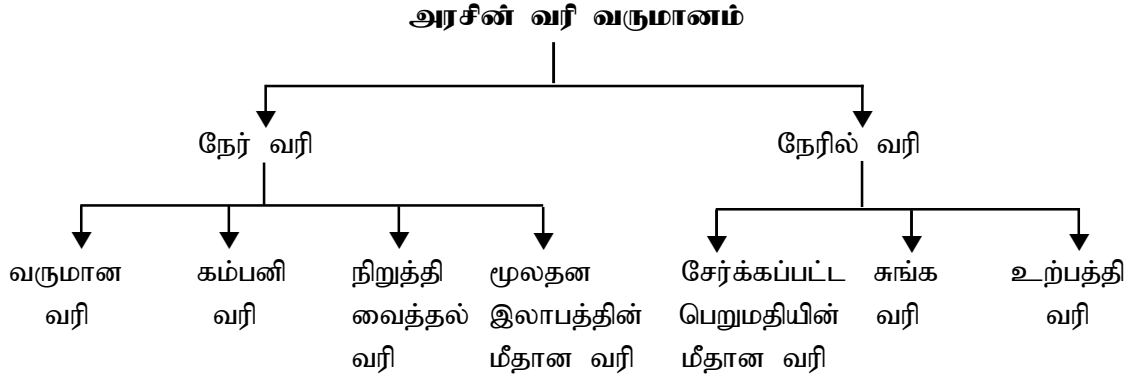 அரசின் வரி வருமானம்
நேர் வரி
நேரில் வரி
வருமான
வரி
கம்பனி
வரி
நிறுத்தி
வைத்தல்
வரி
மூலதன
இலாபத்தின்
மீதான வரி
சேர்க்கப்பட்ட
பெறுமதியின்
மீதான வரி
சுங்க
வரி
உற்பத்தி
வரி